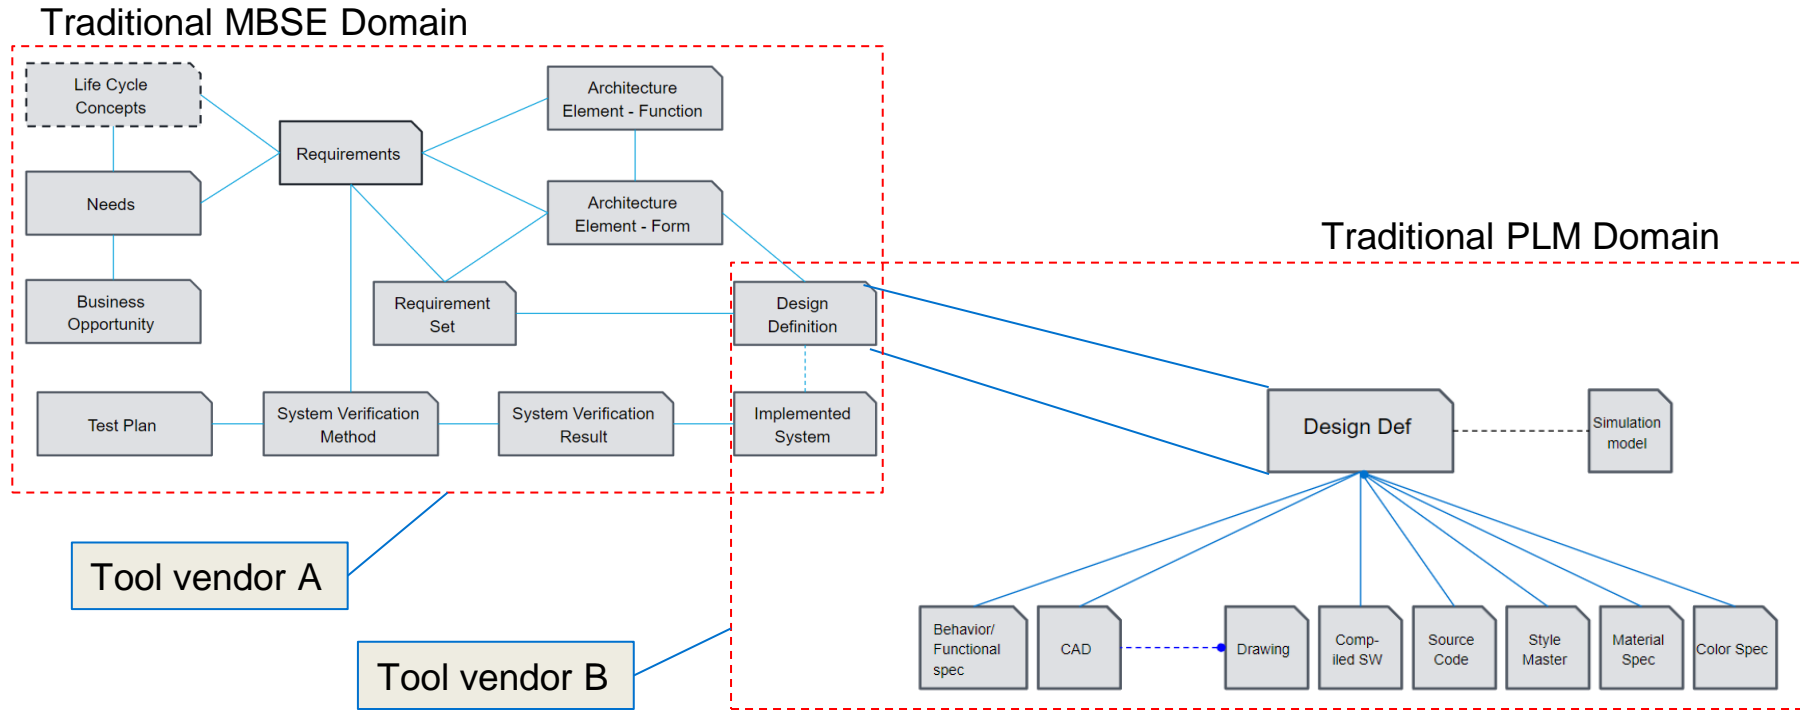 Traditional MBSE Domain
Life Cycle
Concepts
Architecture
Element - Function
Requirements
Needs
Architecture
Element - Form
Traditional PLM Domain
Business
Opportunity
Requirement
Set
Design
Definition
Test Plan
System Verification
Method
System Verification
Result
Implemented
System
Design Def
Simulation
model
Tool vendor A
Tool vendor B
Behavior/
Functional
spec
CAD
Drawing
Comp-
iled SW
Source
Code
Style
Master
Material
Spec
Color Spec